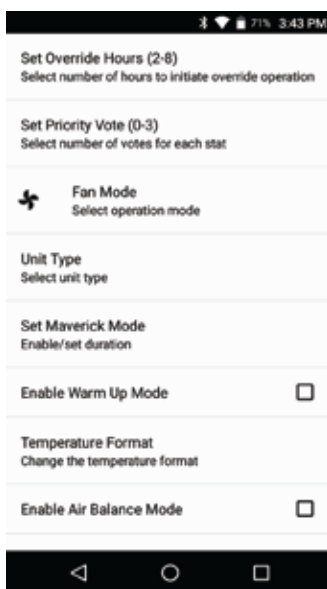 71% 3:43 PM
Set Override Hours (2-8)
Select number of hours to initiate override operation
Set Priority Vote (0-3)
Select number of votes for each stat
Fan Mode
Select operation mode
Unit Type
Select unit type
Set Maverick Mode
Enable/set duration
Enable Warm Up Mode
Temperature Format
Change the temperature format
Enable Air Balance Mode